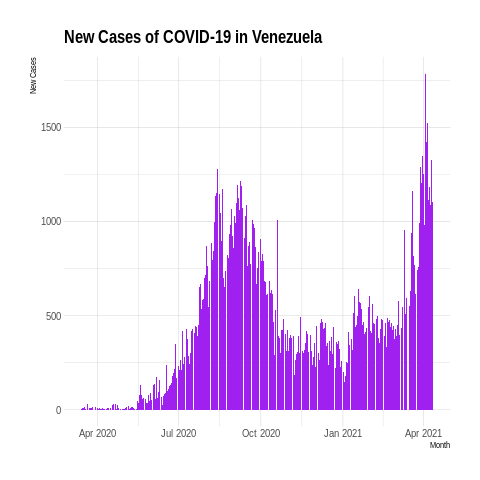 New Cases of COVID-19 in Venezuela
New Cases
1500
1000
500
0
Apr 2020 Jul 2020 Oct 2020 Jan 2021 Apr 2021
Month